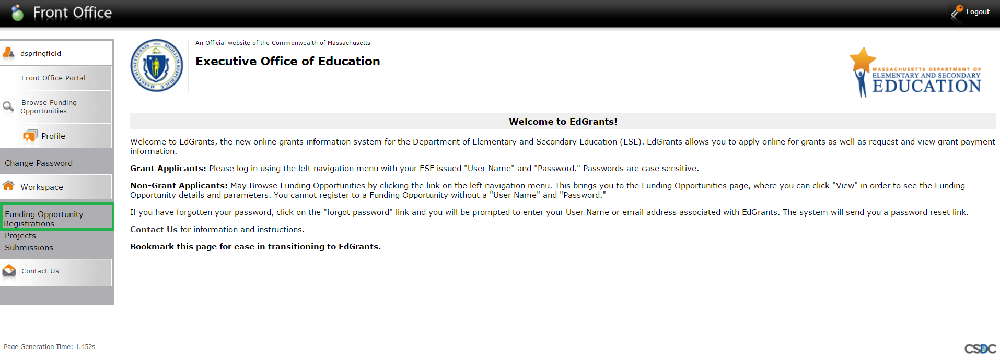 Front Office
Logout
dspringfield
Front Office Portal
Browse Funding
Opportunities
Profile
Change Password
Workspace
Funding Opportunity
Registrations
Projects
Submissions
Contact Us
An Official website of the Commonwealth of Massachusetts
Executive Office of Education
MASSACHUSETTS DEPARTMENT OF
ELEMENTARY AND SECONDARY
EDUCATION
Welcome to EdGrants!
Welcome to EdGrants, the new online grants information system for the Department of Elementary and Secondary Education (ESE). EdGrants allows you to apply online for grants as well as request and view grant payment
information.
Grant Applicants: Please log in using the left navigation menu with your ESE issued "User Name" and "Password." Passwords are case sensitive.
Non-Grant Applicants: May Browse Funding Opportunities by clicking the link on the left navigation menu. This brings you to the Funding Opportunities page, where you can click "View" in order to see the Funding
Opportunity details and parameters. You cannot register to a Funding Opportunity without a "User Name" and "Password."
If you have forgotten your password, click on the "forgot password" link and you will be prompted to enter your User Name or email address associated with EdGrants. The system will send you a password reset link.
Contact Us for information and instructions.
Bookmark this page for ease in transitioning to EdGrants.
Page Generation Time: 1.452s
CSDC